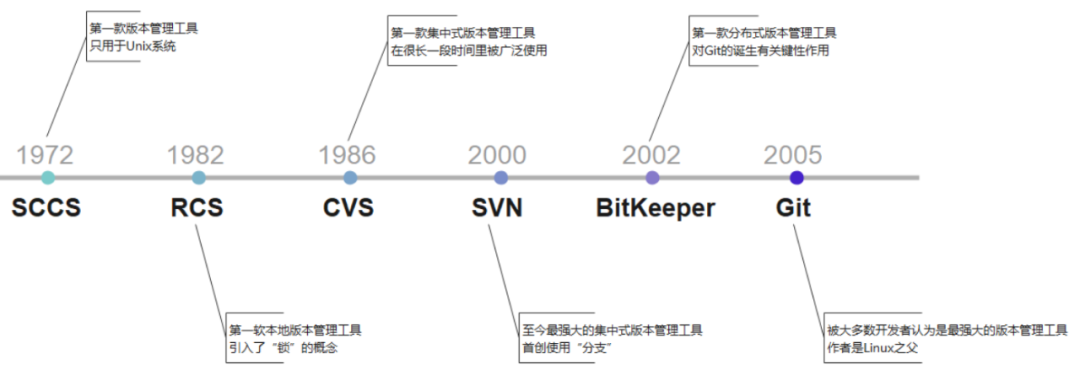 第一款版本管理工具
只用于Unix系统
第一款集中式版本管理工具
在很长一段时间里被广泛使用
第一款分布式版本管理工具
对Git的诞生有关键性作用
1972
1982
1986
2000
2002
2005
SCCS
RCS
CVS
SVN
BitKeeper
Git
第一软本地版本管理工具
引入了“锁”的概念
至今最强大的集中式版本管理工具
首创使用“分支”
被大多数开发者认为是最强大的版本管理工具
作者是Linux之父